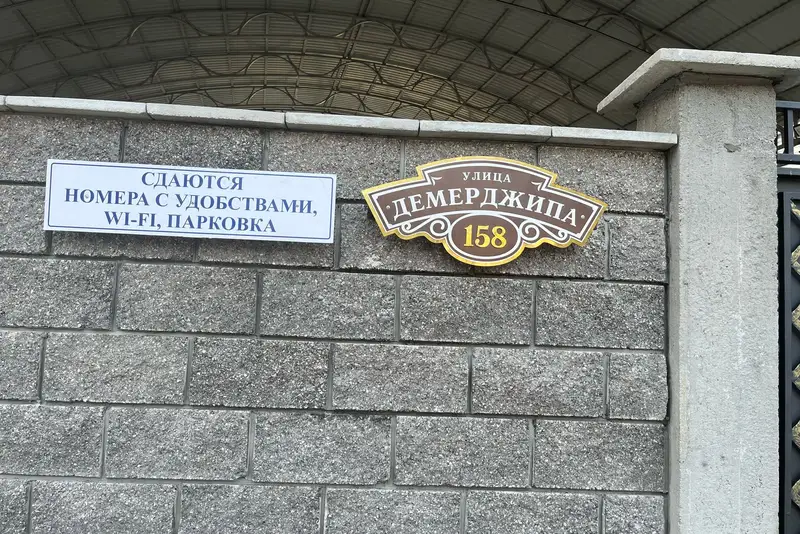 СДАЮТСЯ
НОМЕРА С УДОБСТВАМИ,
WI-FI, ПАРКОВКА
УЛИЦА
ДЕМЕРДЖИПА
158